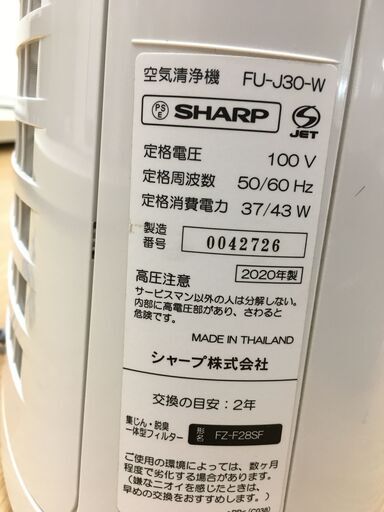 空気清浄機 FU-J30-W
PS
E SHARP JET
定格電圧 100 V
定格周波数 50/60 Hz
定格消費電力 37/43 W
製造
番号 0042726
高圧注意 2020年製
サービスマン以外の人は分解しない。
内部に高電圧部があり、さわると
危険です。
MADE IN THAILAND
シャープ株式会社
交換の目安:2年
集じん・脱臭
一体型フィルター 形名 FZ-F28SF
ご使用の環境によっては、数ヶ月
程度で劣化する場合があります。
(嫌なニオイを感じたときは、
早めの交換をおすすめします。)